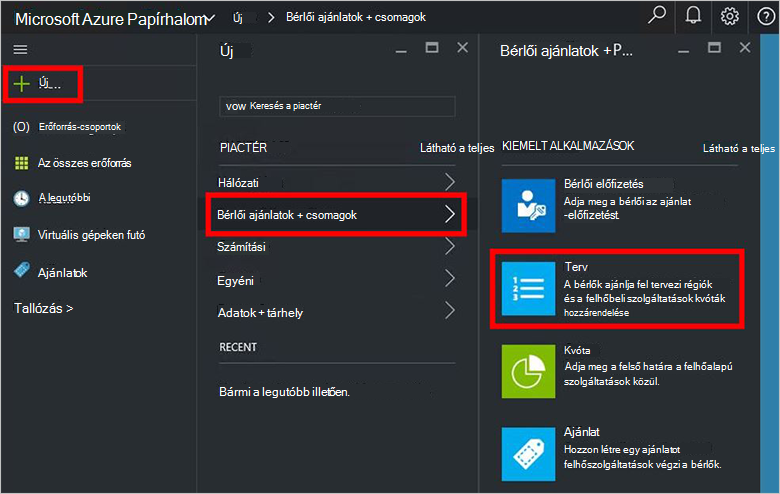 Microsoft Azure Papírhalom
Új
Bérlői ajánlatok + csomagok
Új...
(O) Erőforrás-csoportok
Az összes erőforrás
A legutóbbi
Virtuális gépeken futó
Ajánlatok
Tallózás >
Új
vow Keresés a piactér
PIACTÉR
Látható a teljes
Hálózati
Bérlői ajánlatok + csomagok
Számítási
Egyéni
Adatok + tárhely
RECENT
Bármi a legutóbb illetően.
Bérlői ajánlatok + P...
KIEMELT ALKALMAZÁSOK
Látható a teljes
Bérlői előfizetés
Adja meg a bérlői az ajánlat
-előfizetést.
Terv
A bérlők ajánlja fel tervezi régiók
és a felhőbeli szolgáltatások kvóták
hozzárendelése
Kvóta
Adja meg a felső határa a felhőalapú
szolgáltatások közül.
Ajánlat
Hozzon létre egy ajánlatot
felhőszolgáltatások végzi a bérlők.